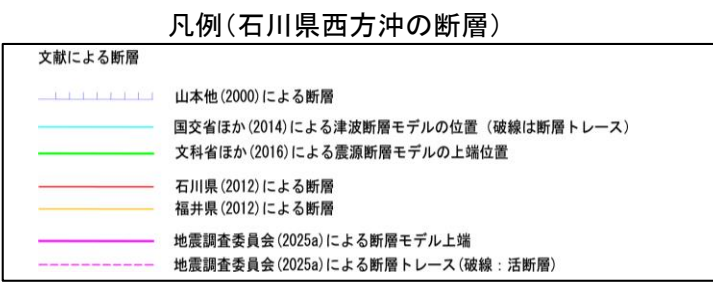 凡例(石川県西方沖の断層)
文献による断層
山本他(2000)による断層
国交省ほか(2014)による津波断層モデルの位置（破線は断層トレース）
文科省ほか(2016)による震源断層モデルの上端位置
石川県(2012)による断層
福井県(2012)による断層
地震調査委員会(2025a)による断層モデル上端
地震調査委員会(2025a)による断層トレース(破線：活断層)